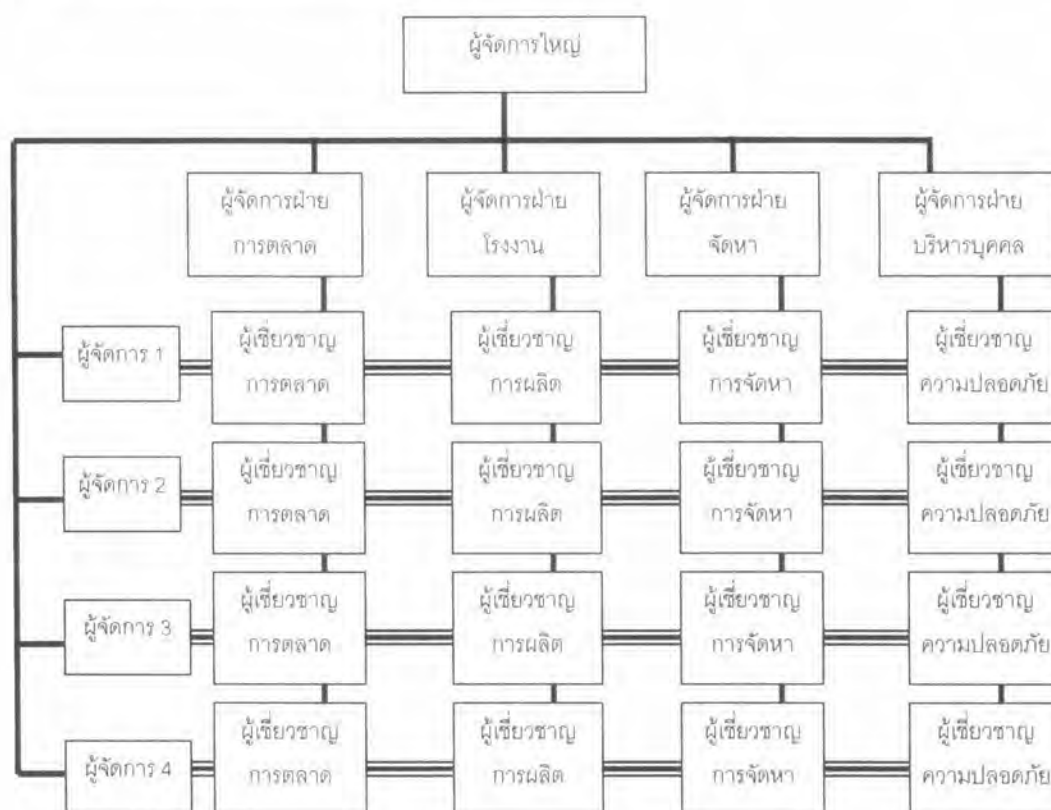 ผู้จัดการใหญ่
ผู้จัดการฝ่าย
การตลาด
ผู้จัดการฝ่าย
โรงงาน
ผู้จัดการฝ่าย
จัดหา
ผู้จัดการฝ่าย
บริหารบุคคล
ผู้จัดการ 1
ผู้เชี่ยวชาญ
การตลาด
ผู้เชี่ยวชาญ
การผลิต
ผู้เชี่ยวชาญ
การจัดหา
ผู้เชี่ยวชาญ
ความปลอดภัย
ผู้จัดการ 2
ผู้เชี่ยวชาญ
การตลาด
ผู้เชี่ยวชาญ
การผลิต
ผู้เชี่ยวชาญ
การจัดหา
ผู้เชี่ยวชาญ
ความปลอดภัย
ผู้จัดการ 3
ผู้เชี่ยวชาญ
การตลาด
ผู้เชี่ยวชาญ
การผลิต
ผู้เชี่ยวชาญ
การจัดหา
ผู้เชี่ยวชาญ
ความปลอดภัย
ผู้จัดการ 4
ผู้เชี่ยวชาญ
การตลาด
ผู้เชี่ยวชาญ
การผลิต
ผู้เชี่ยวชาญ
การจัดหา
ผู้เชี่ยวชาญ
ความปลอดภัย